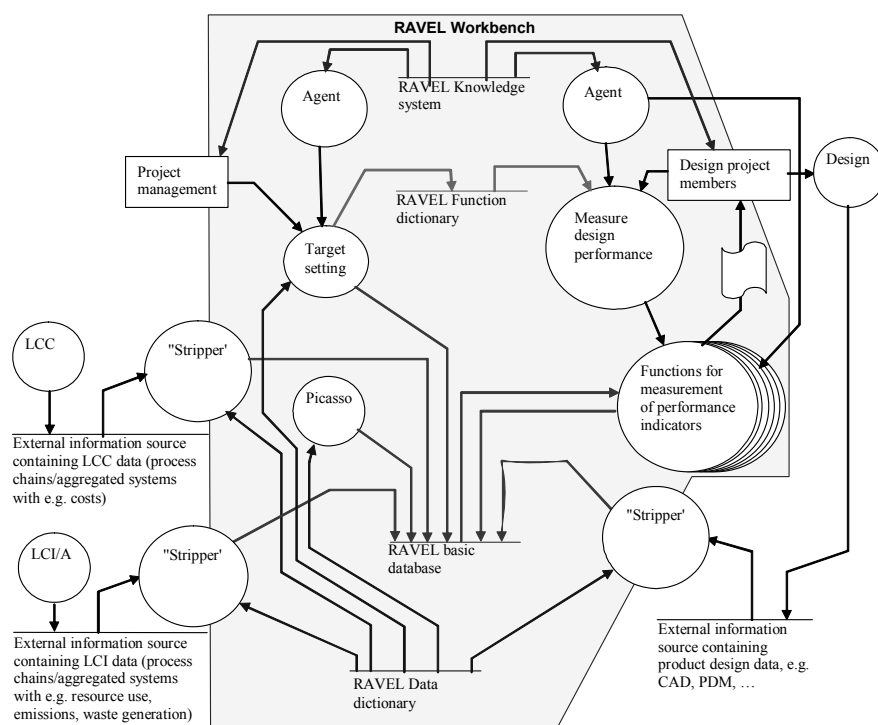 RAVEL Workbench
Agent
RAVEL Knowledge
system
Agent
Project
management
Design project
members
Design
RAVEL Function
dictionary
Target
setting
Measure
design
performance
LCC
"Stripper'
Picasso
Functions for
measurement
of performance
indicators
External information source
containing LCC data (process
chains/aggregated systems
with e.g. costs)
"Stripper'
LCI/A
"Stripper'
RAVEL basic
database
External information source
containing LCI data (process
chains/aggregated systems
with e.g. resource use,
emissions, waste generation)
RAVEL Data
dictionary
External information
source containing
product design data, e.g.
CAD, PDM, …